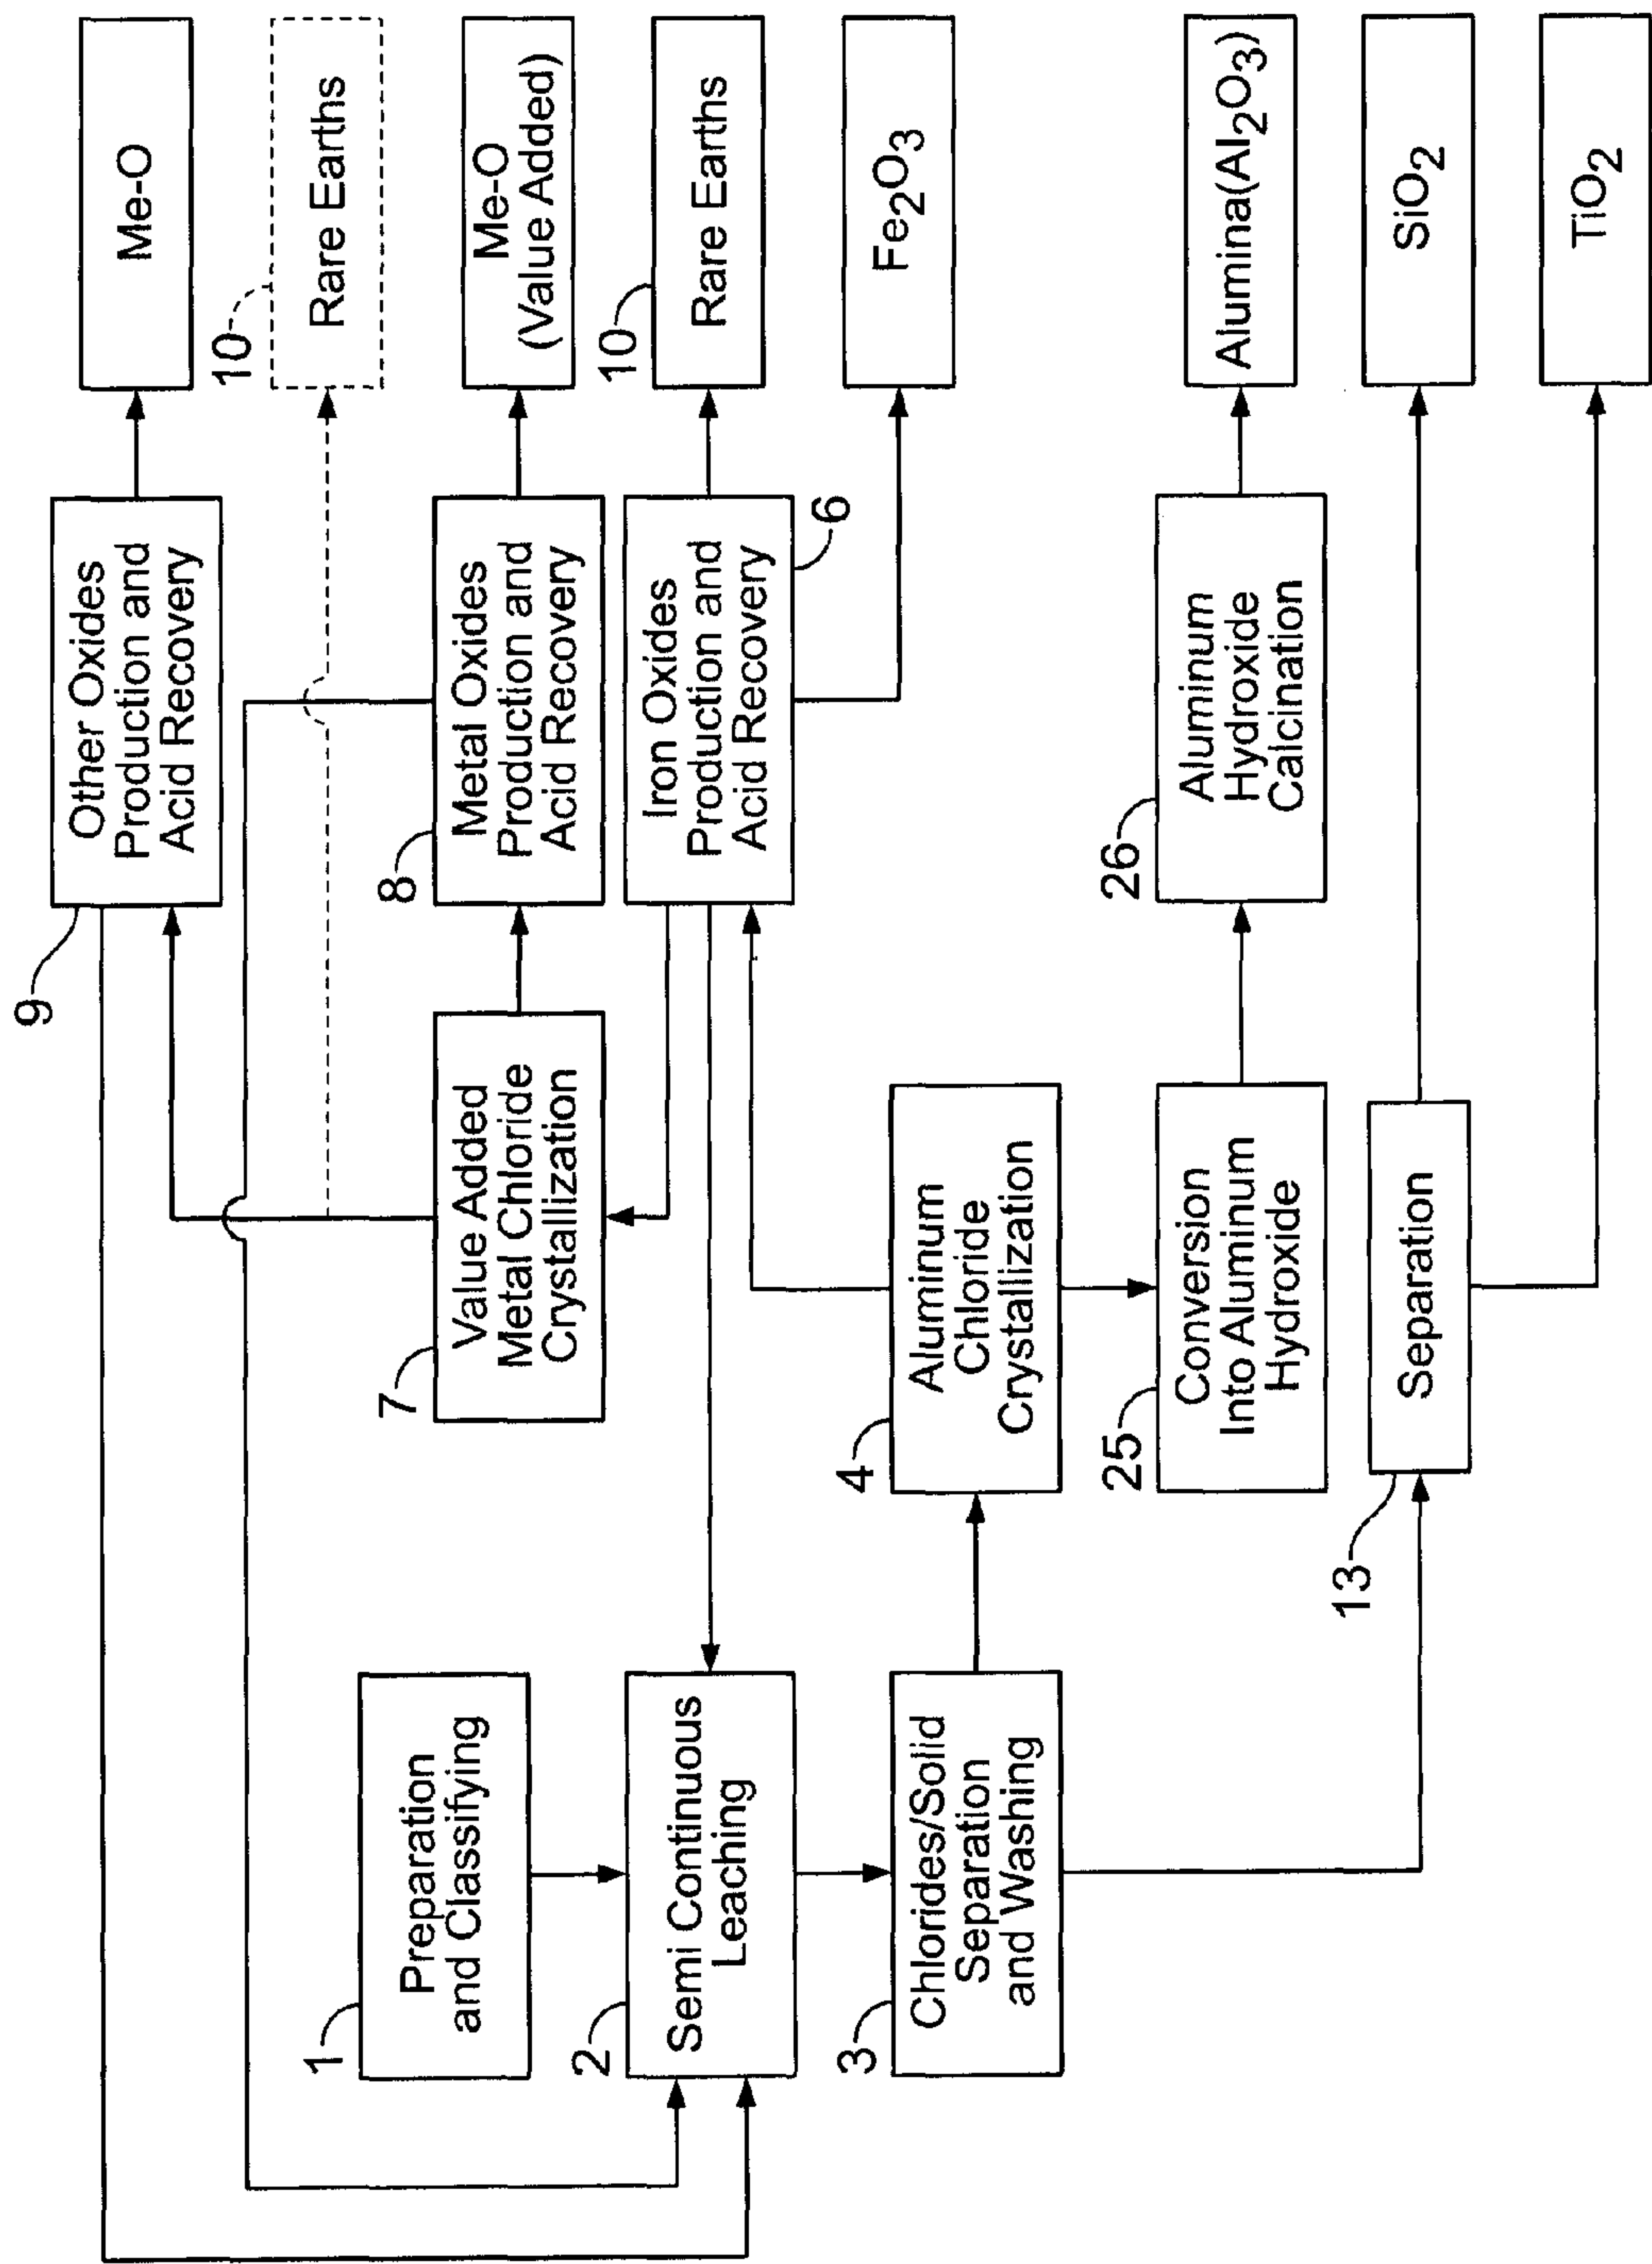 9
Other Oxides
Production and
Acid Recovery
Me-O
10
Rare Earths
1
Preparation
and Classifying
7
Value Added
Metal Chloride
Crystallization
8
Metal Oxides
Production and
Acid Recovery
Me-O
(Value Added)
2
Semi Continuous
Leaching
Iron Oxides
Production and
Acid Recovery
6
10
Rare Earths
Fe2O3
3
Chlorides/Solid
Separation
and Washing
4
Aluminum
Chloride
Crystallization
25
Conversion
Into Aluminum
Hydroxide
26
Aluminum
Hydroxide
Calcination
Alumina(Al2O3)
13
Separation
SiO2
TiO2